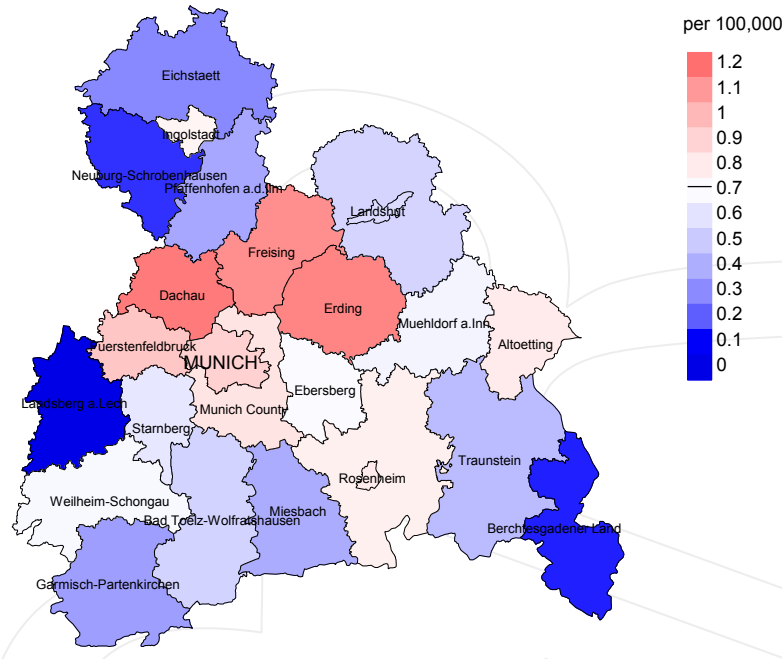 per 100,000
1.2
1.1
1
0.9
0.8
0.7
0.6
0.5
0.4
0.3
0.2
0.1
0
Eichstaett
Ingolstadt
Neuburg-Schrobenhausen
Pfaffenhofen a.d.Ilm
Landshut
Freising
Dachau
Erding
Muehldorf a.Inn
Altoetting
Fuerstenfeldbruck
MUNICH
Ebersberg
Landsberg a.Lech
Munich County
Starnberg
Traunstein
Rosenheim
Weilheim-Schongau
Miesbach
Bad Toelz-Wolfratshausen
Berchtesgadener Land
Garmisch-Partenkirchen